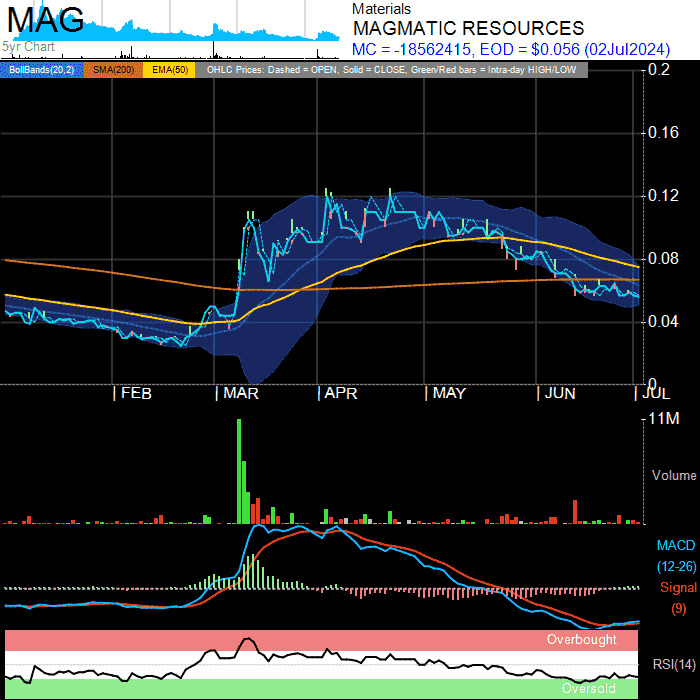 MAG
5yr Chart
Materials
MAGMATIC RESOURCES
MC = -18562415, EOD = $0.056 (02Jul2024)
BollBands(20,2) SMA(200) EMA(50) OHLC Prices: Dashed = OPEN, Solid = CLOSE, Green/Red bars = Intra-day HIGH/LOW
0.2
0.16
0.12
0.08
0.04
0
FEB MAR APR MAY JUN JUL
11M
Volume
MACD
(12-26)
Signal
(9)
Overbought
RSI(14)
Oversold